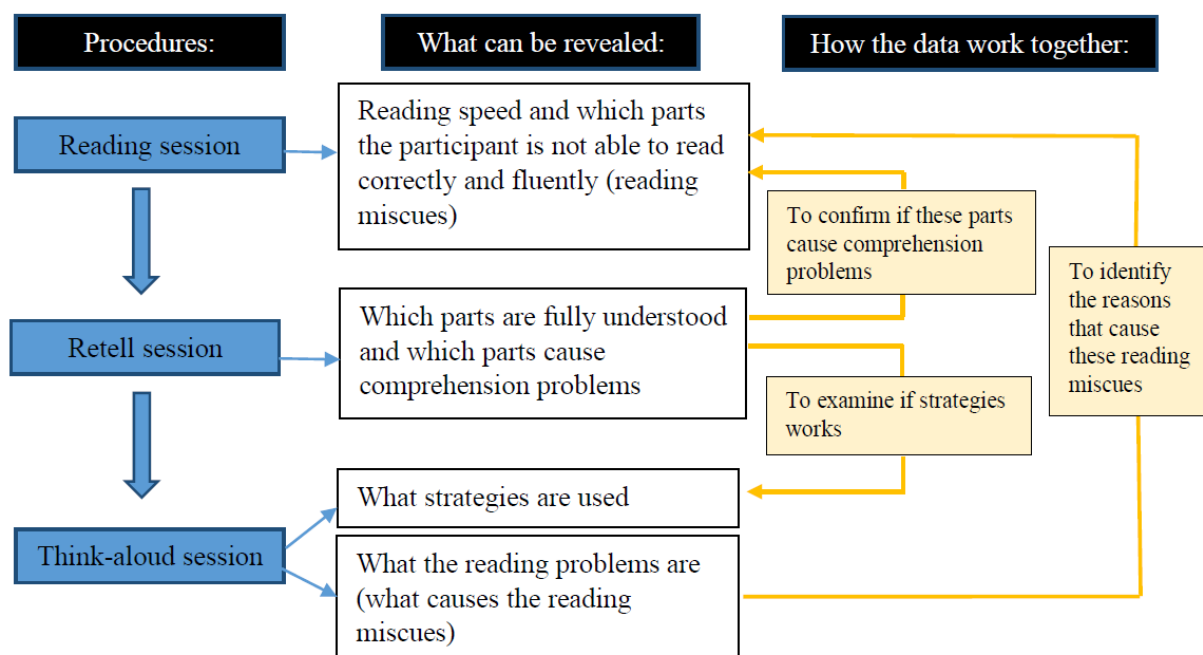 Procedures:
What can be revealed:
How the data work together:
Reading session
Reading speed and which parts
the participant is not able to read
correctly and fluently (reading
miscues)
To confirm if these parts
cause comprehension
problems
To identify
the reasons
that cause
these reading
miscues
Retell session
Which parts are fully understood
and which parts cause
comprehension problems
To examine if strategies
works
Think-aloud session
What strategies are used
What the reading problems are
(what causes the reading
miscues)